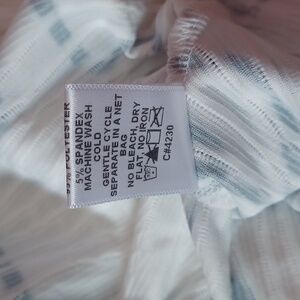 95% POLYESTER
5% SPANDEX
MACHINE WASH
COLD
GENTLE CYCLE
SEPARATE IN A NET
BAG
NO BLEACH, DRY
FLAT, NO IRON
C#4230